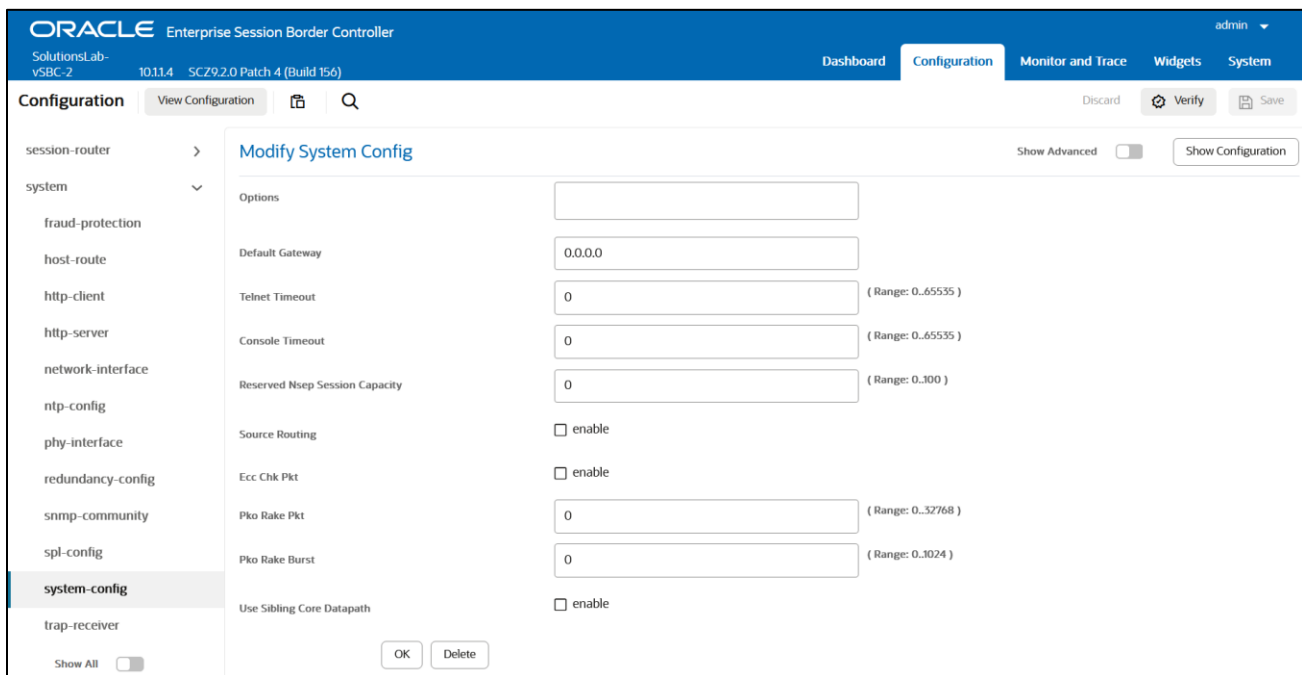 ORACLE Enterprise Session Border Controller
admin
SolutionsLab-
vSBC-2 10.1.1.4 SCZ9.2.0 Patch 4 (Build 156)
Dashboard Configuration Monitor and Trace Widgets System
Configuration View Configuration Discard Verify Save
session-router
system
fraud-protection
host-route
http-client
http-server
network-interface
ntp-config
phy-interface
redundancy-config
snmp-community
spl-config
system-config
trap-receiver
Show All
Modify System Config Show Advanced Show Configuration
Options
Default Gateway 0.0.0.0
Telnet Timeout 0 ( Range: 0..65535 )
Console Timeout 0 ( Range: 0..65535 )
Reserved Nsep Session Capacity 0 ( Range: 0..100 )
Source Routing enable
Ecc Chk Pkt enable
Pko Rake Pkt 0 ( Range: 0..32768 )
Pko Rake Burst 0 ( Range: 0..1024 )
Use Sibling Core Datapath enable
OK Delete